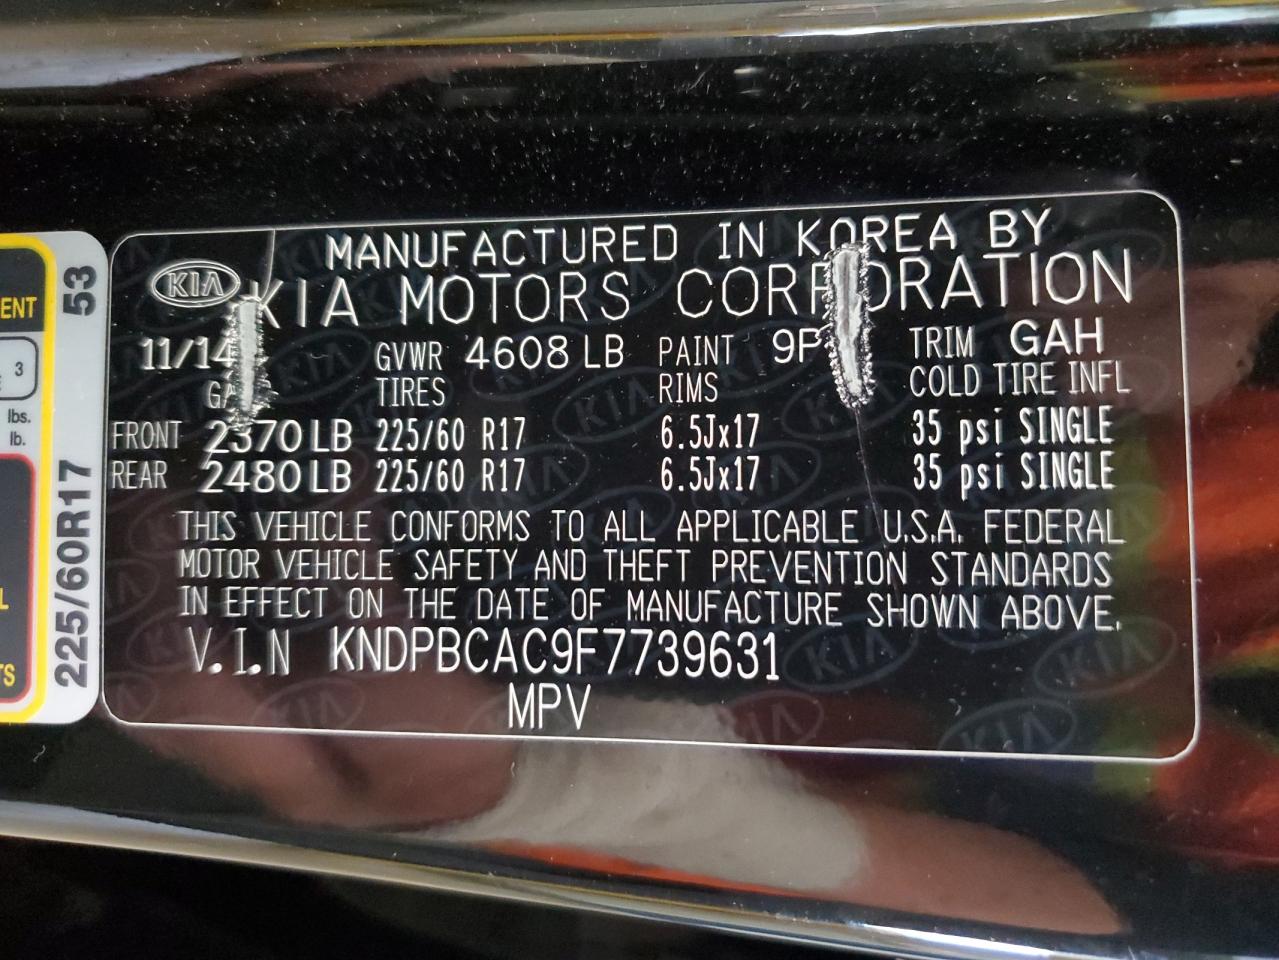 MANUFACTURED IN KOREA BY
KIA
KIA MOTORS CORPORATION
11/14 GVWR 4608 LB PAINT 9P TRIM GAH
TIRES RIMS COLD TIRE INFL
FRONT 2370 LB 225/60 R17 6.5Jx17 35 psi SINGLE
REAR 2480 LB 225/60 R17 6.5Jx17 35 psi SINGLE
THIS VEHICLE CONFORMS TO ALL APPLICABLE U.S.A. FEDERAL
MOTOR VEHICLE SAFETY AND THEFT PREVENTION STANDARDS
IN EFFECT ON THE DATE OF MANUFACTURE SHOWN ABOVE.
V.I.N KNDPBCAC9F7739631
MPV
225/60R17 53
3
lbs.
lb.